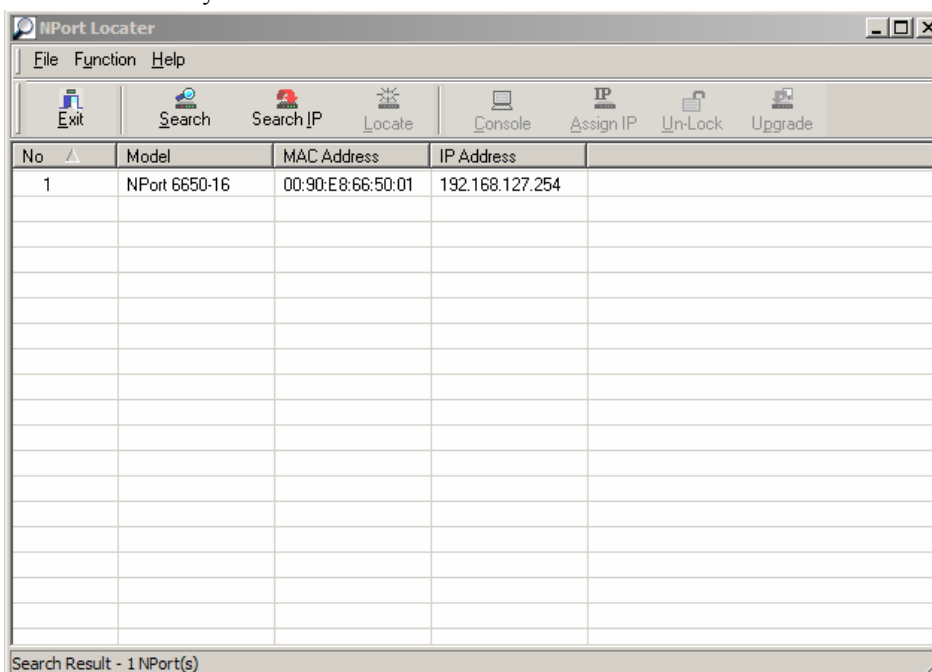 NPort Locater
File Function Help
Exit Search Search IP Locate Console Assign IP Un-Lock Upgrade
No Model MAC Address IP Address
1 NPort 6650-16 00:90:E8:66:50:01 192.168.127.254
Search Result - 1 NPort(s)